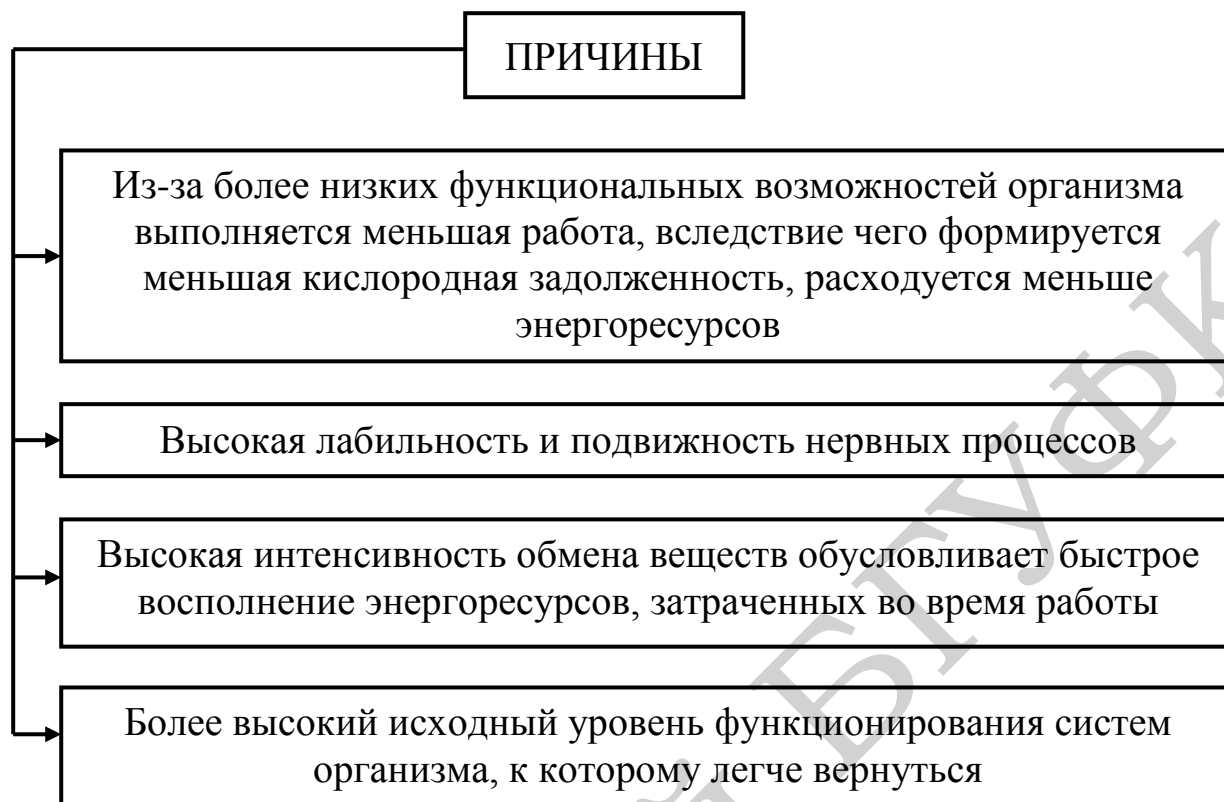 ПРИЧИНЫ
Из-за более низких функциональных возможностей организма
выполняется меньшая работа, вследствие чего формируется
меньшая кислородная задолженность, расходуется меньше
энергоресурсов
Высокая лабильность и подвижность нервных процессов
Высокая интенсивность обмена веществ обусловливает быстрое
восполнение энергоресурсов, затраченных во время работы
Более высокий исходный уровень функционирования систем
организма, к которому легче вернуться
БГУФК